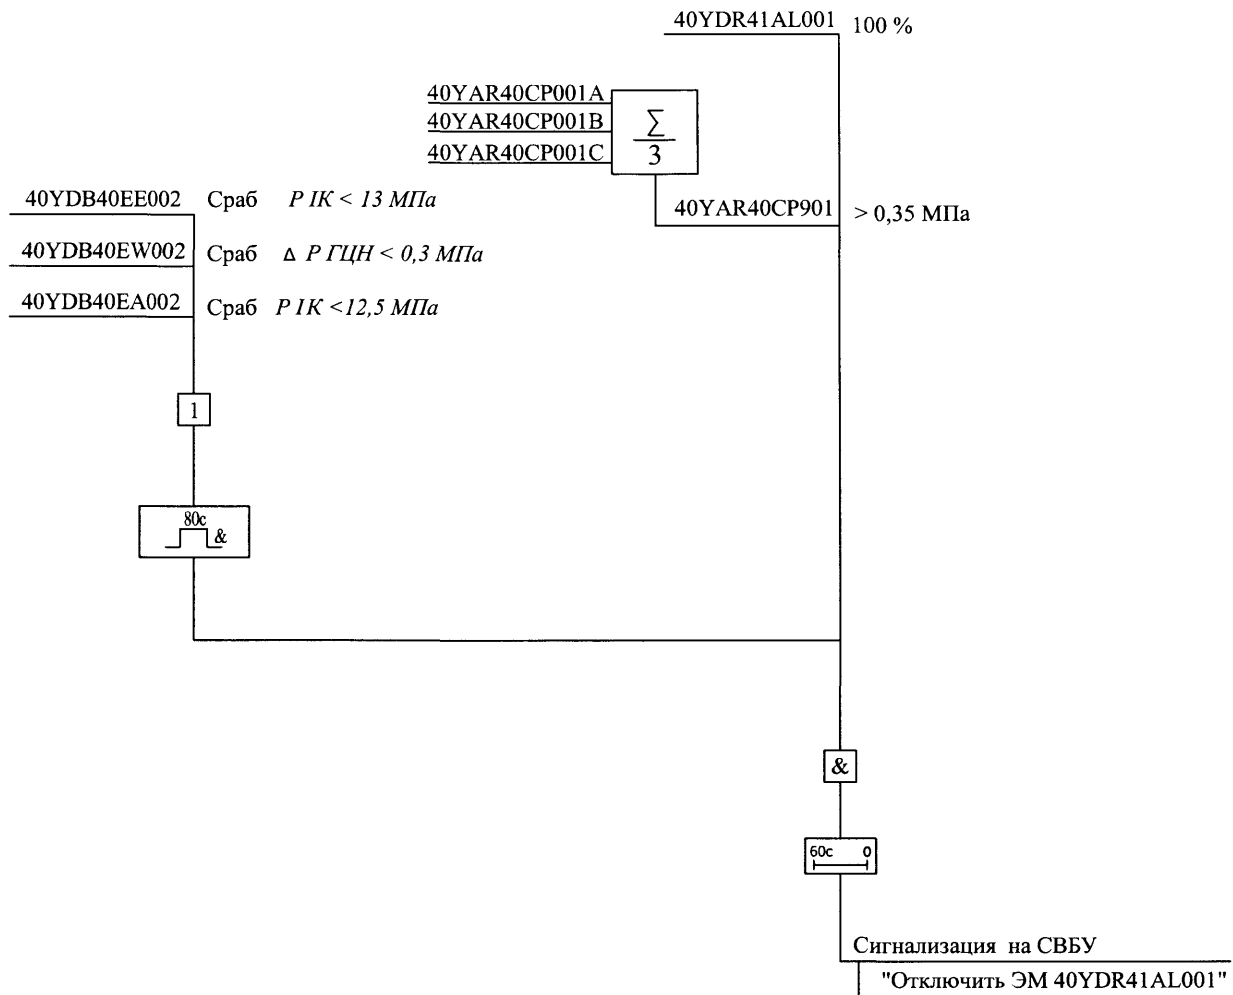 40YDR41AL001 100 %
40YAR40CP001A
40YAR40CP001B
40YAR40CP001C
∑
3
40YDB40EE002 Сраб P IK < 13 МПа
40YAR40CP901 > 0,35 МПа
40YDB40EW002 Сраб Δ P ГЦН < 0,3 МПа
40YDB40EA002 Сраб P IK <12,5 МПа
1
80с
&
&
60с 0
Сигнализация на СВБУ
"Отключить ЭМ 40YDR41AL001"